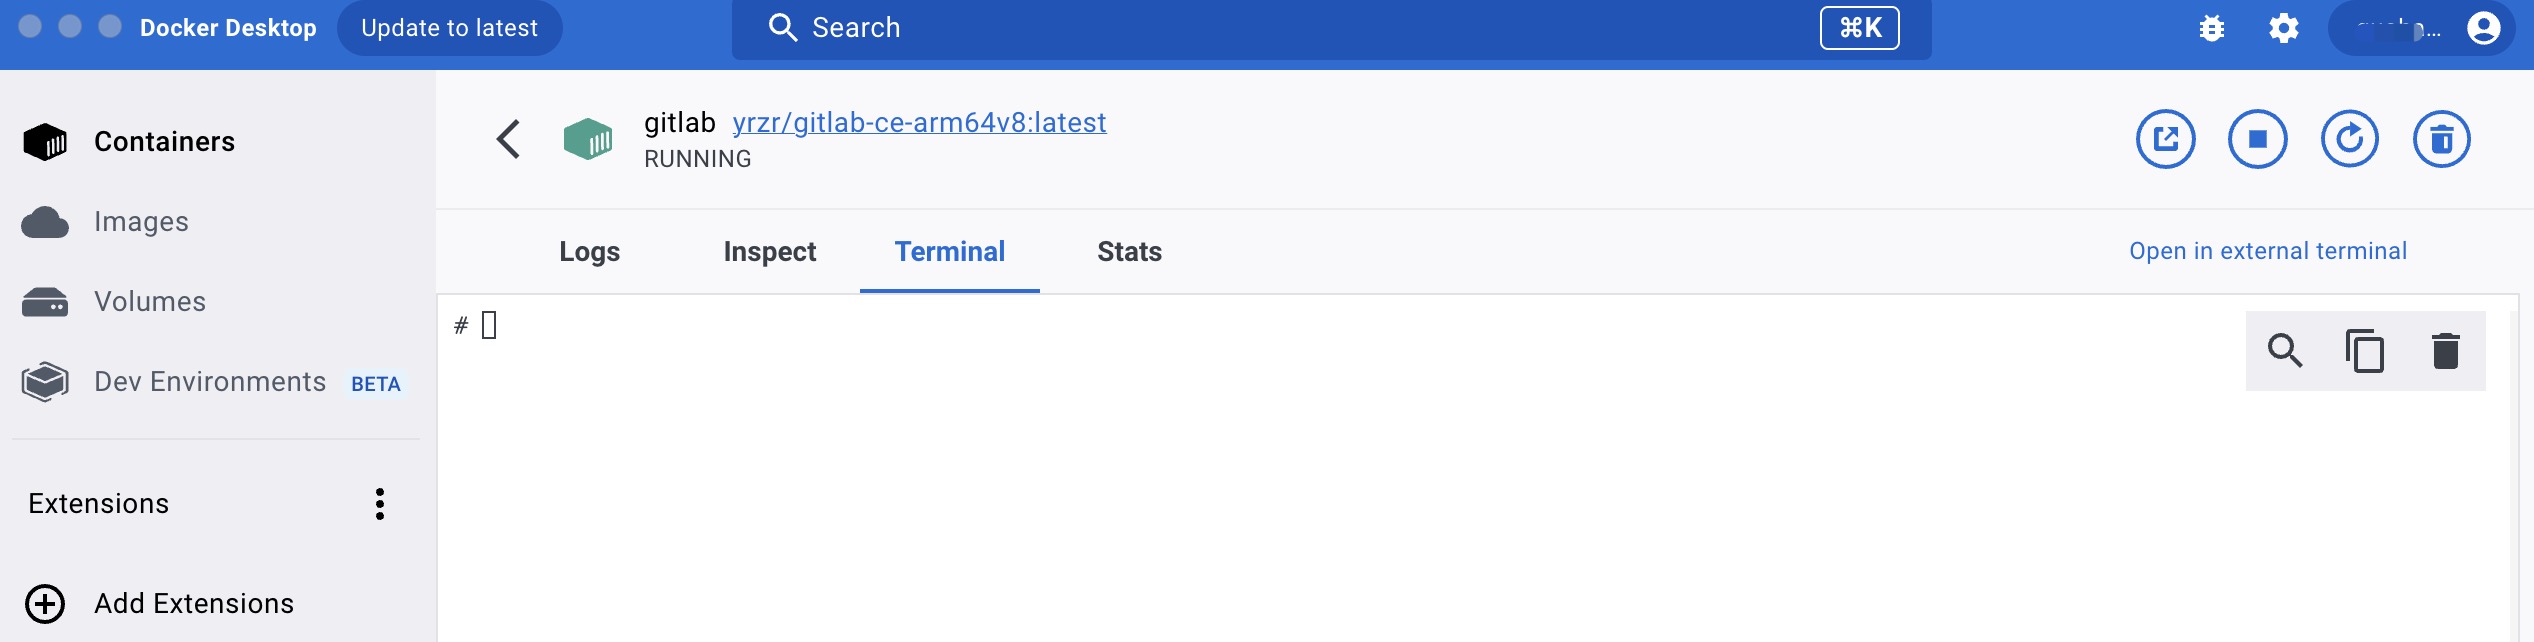 Docker Desktop
Update to latest
Search
⌘K
Containers
Images
Volumes
Dev Environments BETA
Extensions
Add Extensions
gitlab yrzr/gitlab-ce-arm64v8:latest
RUNNING
Logs Inspect Terminal Stats
Open in external terminal
#